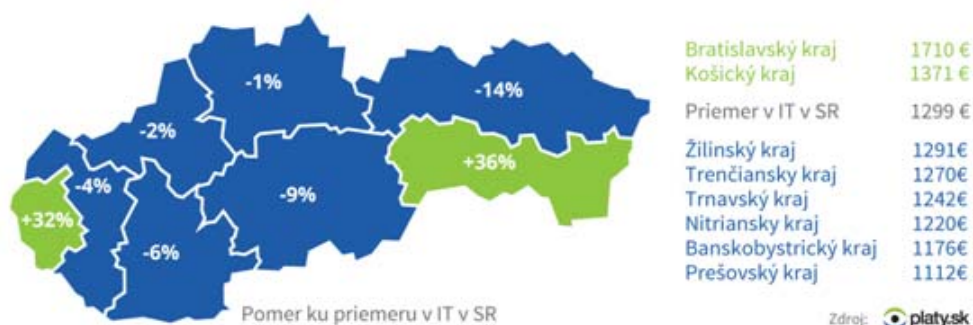 -1%
-14%
-2%
+36%
-4%
-9%
+32%
-6%
Pomer ku priemeru v IT v SR
Bratislavský kraj 1710 €
Košický kraj 1371 €
Priemer v IT v SR 1299 €
Žilinský kraj 1291€
Trenčiansky kraj 1270€
Trnavský kraj 1242€
Nitriansky kraj 1220€
Banskobystrický kraj 1176€
Prešovský kraj 1112€
Zdroj: platy.sk